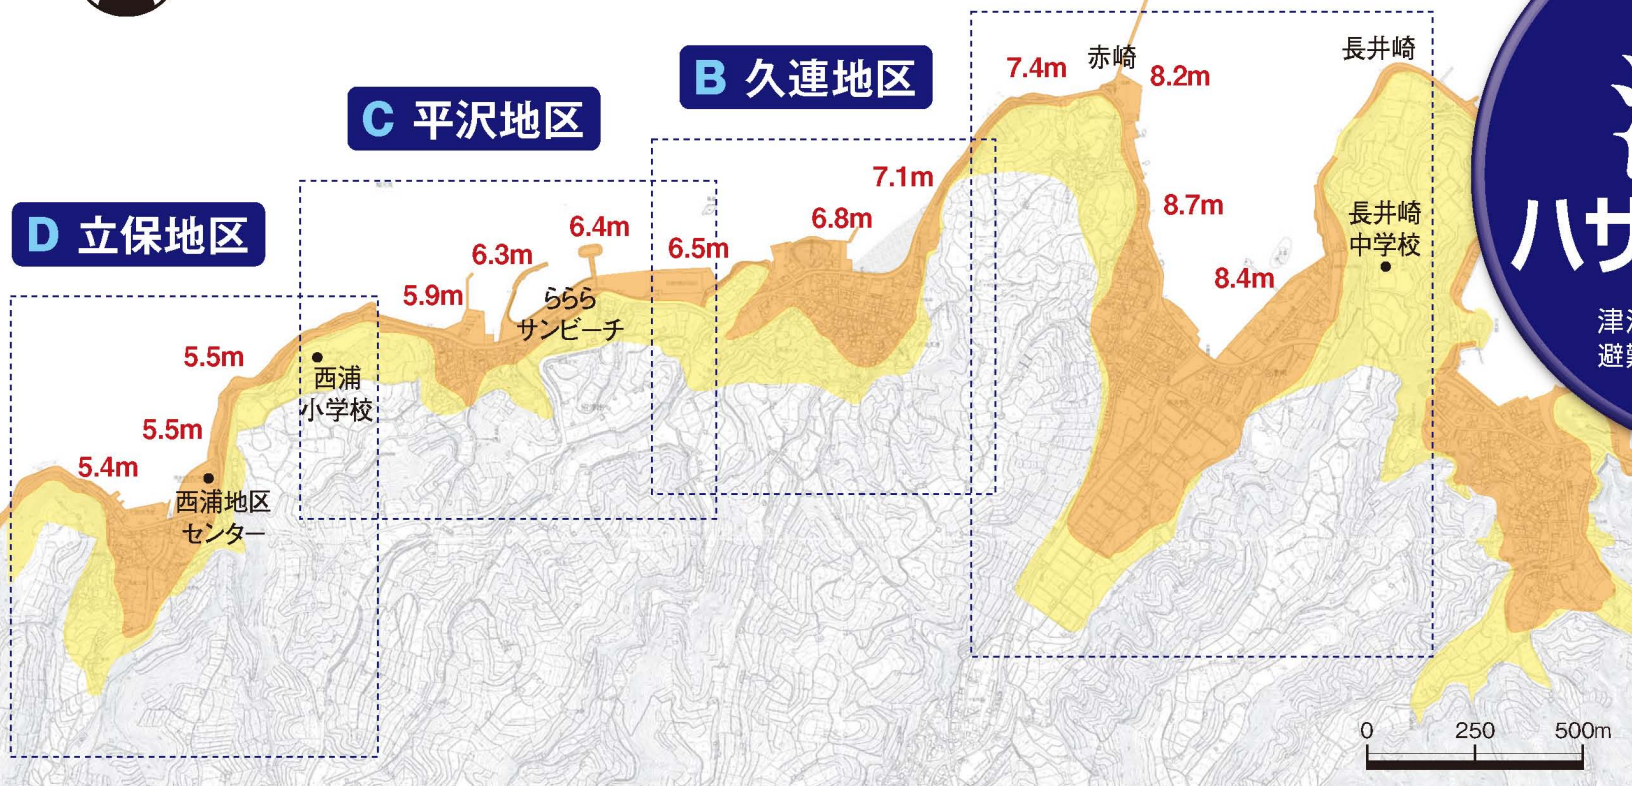 赤崎
長井崎
7.4m
8.2m
B 久連地区
C 平沢地区
7.1m
8.7m
長井崎
中学校
D 立保地区
6.8m
6.4m
6.5m
6.3m
8.4m
5.9m
ららら
サンビーチ
5.5m
西浦
小学校
5.5m
5.4m
西浦地区
センター
ハザ
津
避難
0 250 500m